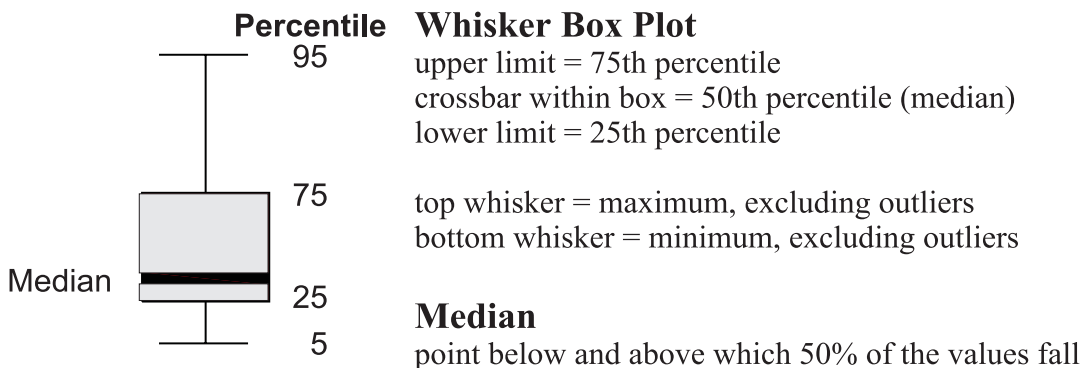 Percentile
95
75
Median
25
5
Whisker Box Plot
upper limit = 75th percentile
crossbar within box = 50th percentile (median)
lower limit = 25th percentile
top whisker = maximum, excluding outliers
bottom whisker = minimum, excluding outliers
Median
point below and above which 50% of the values fall